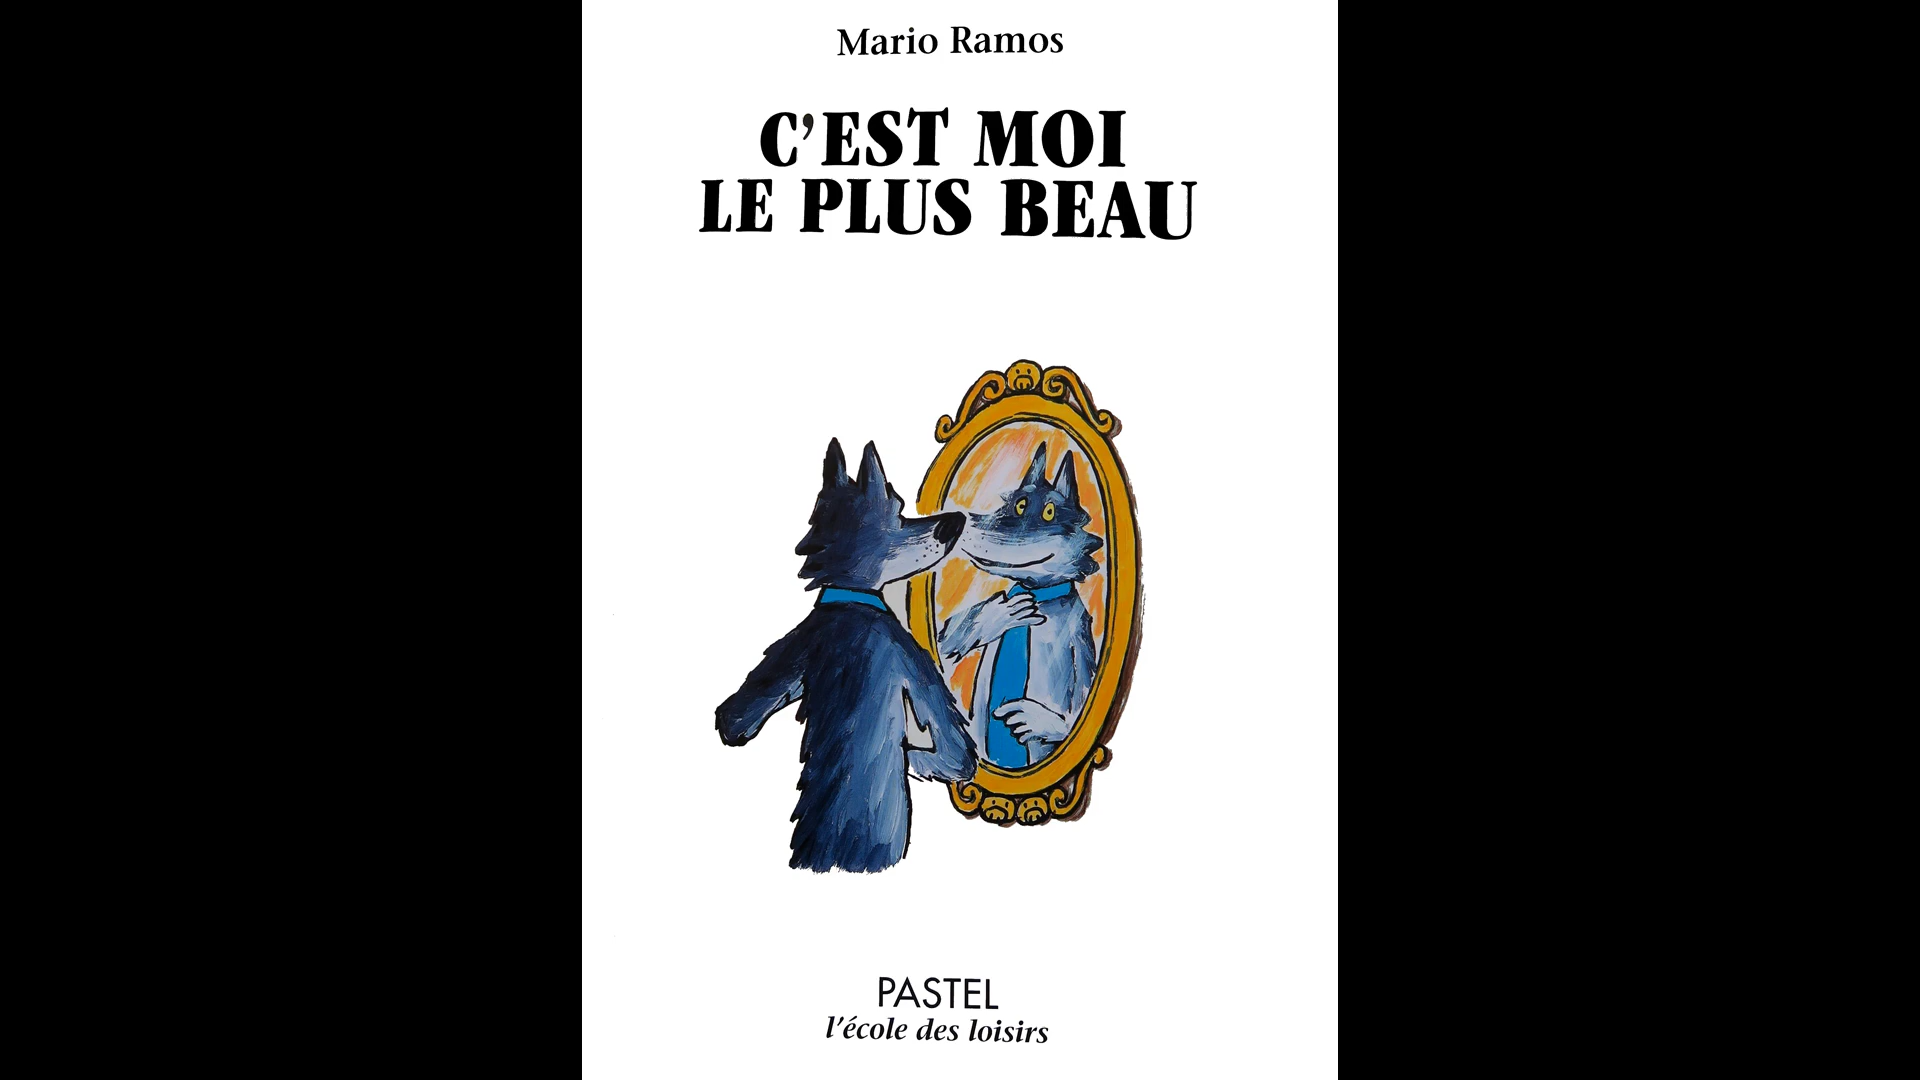 Mario Ramos
C’EST MOI
LE PLUS BEAU
PASTEL
l’école des loisirs